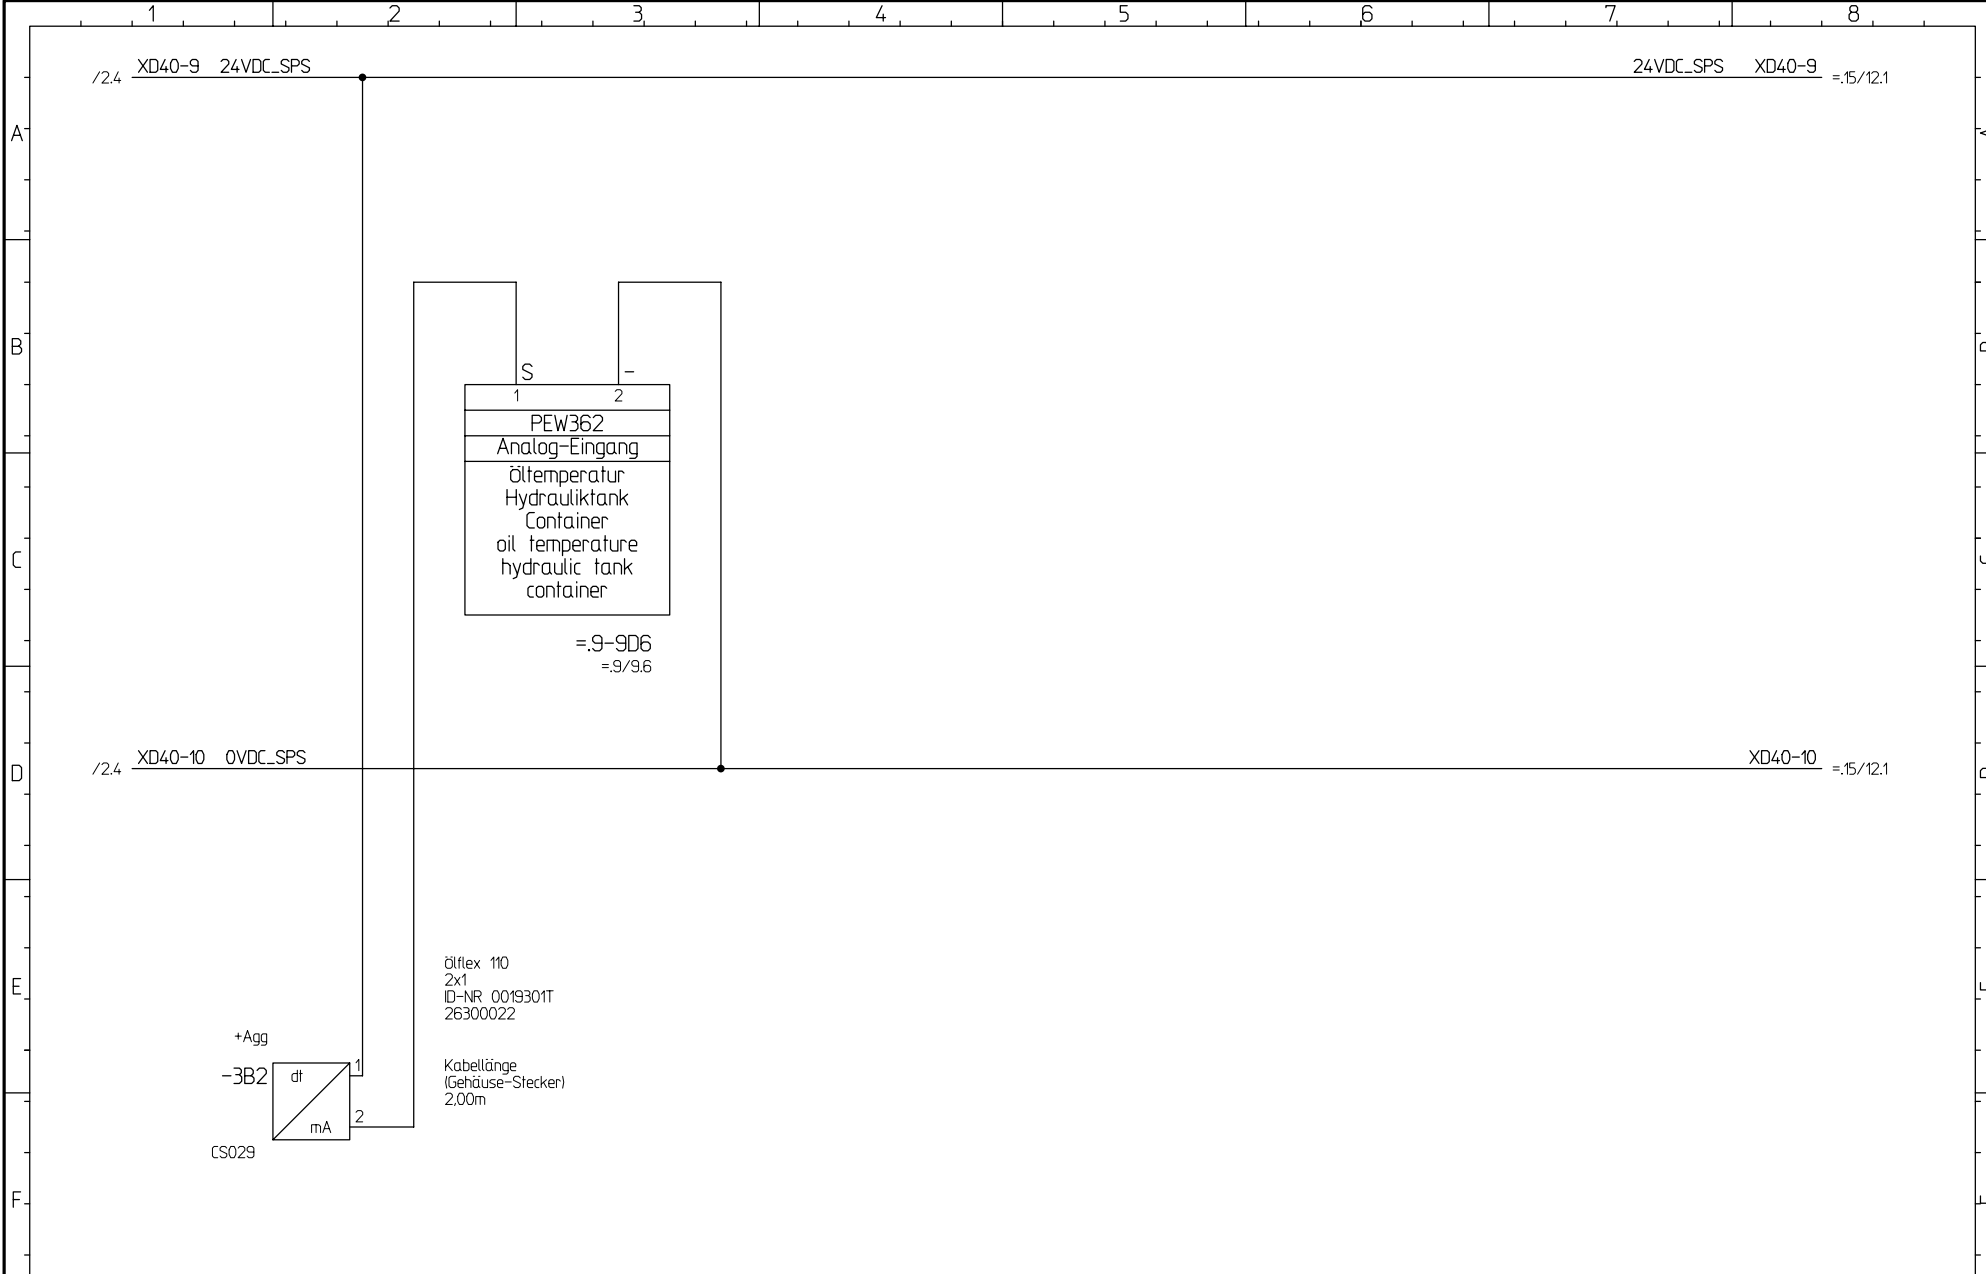 1 2 3 4 5 6 7 8
XD40-9 24VDC_SPS
/2.4
24VDC_SPS XD40-9
=.15/12.1
A
B
S -
1 2
PEW362
Analog-Eingang
Öltemperatur
Hydrauliktank
Container
oil temperature
hydraulic tank
container
C
=.9-9D6
=.9/9.6
XD40-10 0VDC_SPS
/2.4
XD40-10
=.15/12.1
D
Ölflex 110
2x1
ID-NR 0019301T
26300022
E
+Agg
-3B2
dt
1
Kabellänge
(Gehäuse-Stecker)
2,00m
2
mA
CS029
F